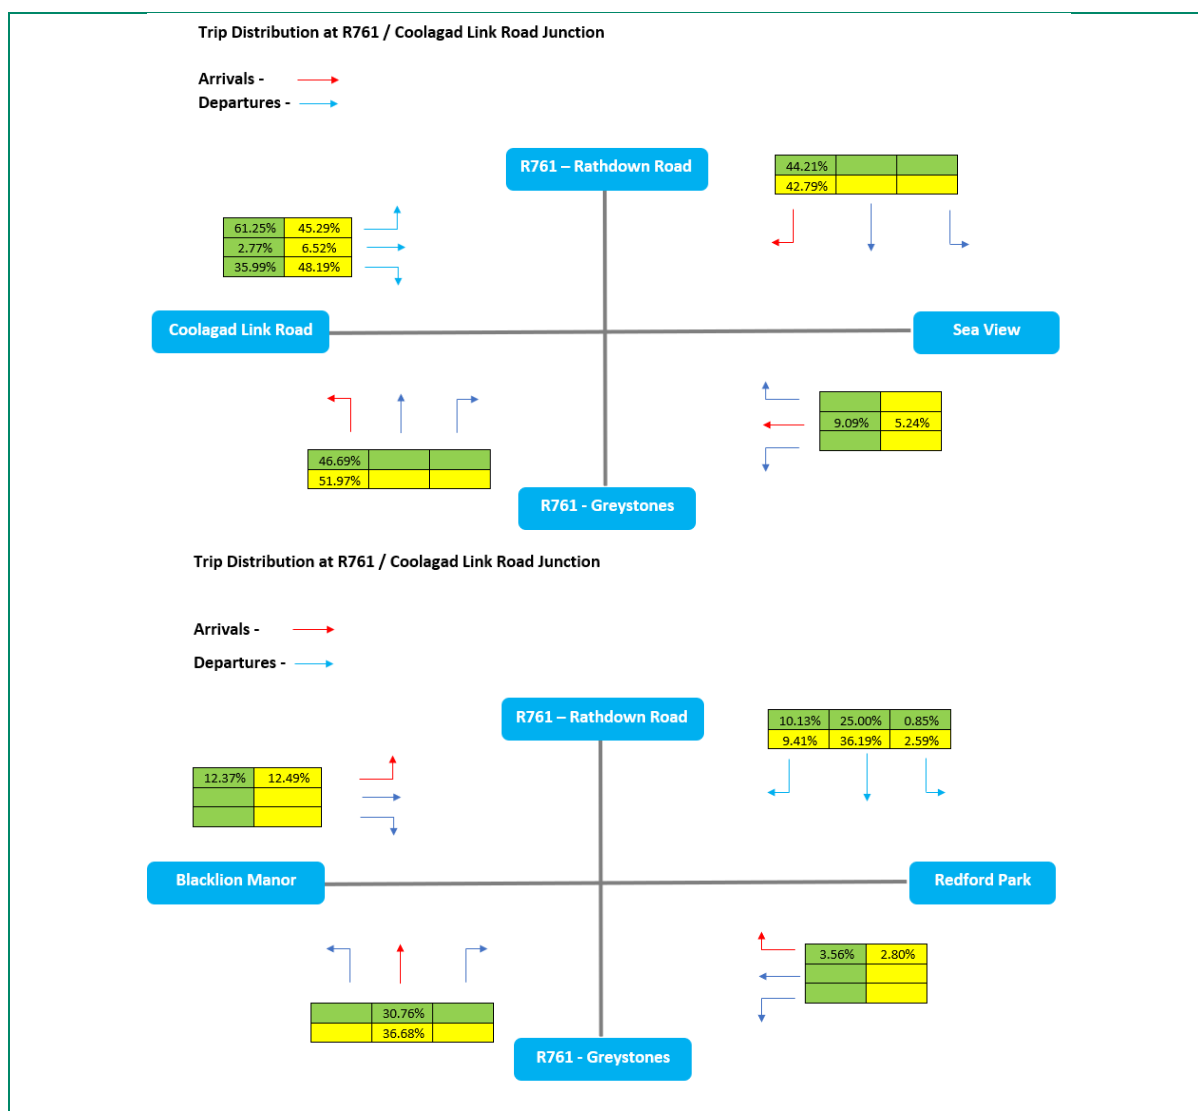 Trip Distribution at R761 / Coolagad Link Road Junction
Arrivals -
Departures -
R761 – Rathdown Road
44.21%
42.79%
61.25% 45.29%
2.77% 6.52%
35.99% 48.19%
Coolagad Link Road
Sea View
9.09% 5.24%
46.69%
51.97%
R761 - Greystones
Trip Distribution at R761 / Coolagad Link Road Junction
Arrivals -
Departures -
R761 – Rathdown Road
10.13% 25.00% 0.85%
9.41% 36.19% 2.59%
12.37% 12.49%
Blacklion Manor
Redford Park
3.56% 2.80%
30.76%
36.68%
R761 - Greystones